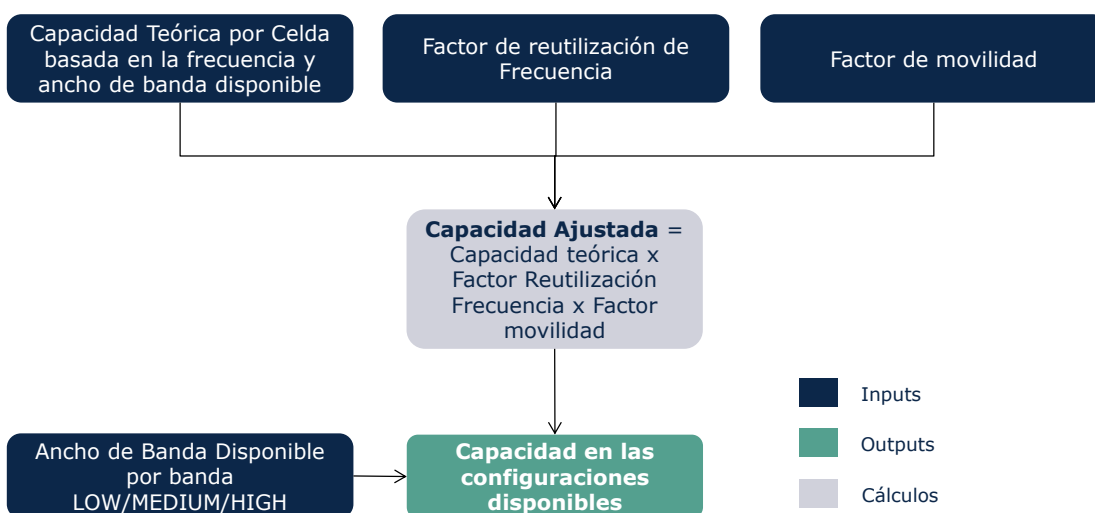 Capacidad Teórica por Celda
basada en la frecuencia y
ancho de banda disponible
Factor de reutilización de
Frecuencia
Factor de movilidad
Capacidad Ajustada =
Capacidad teórica x
Factor Reutilización
Frecuencia x Factor
movilidad
Inputs
Outputs
Cálculos
Ancho de Banda Disponible
por banda
LOW/MEDIUM/HIGH
Capacidad en las
configuraciones
disponibles